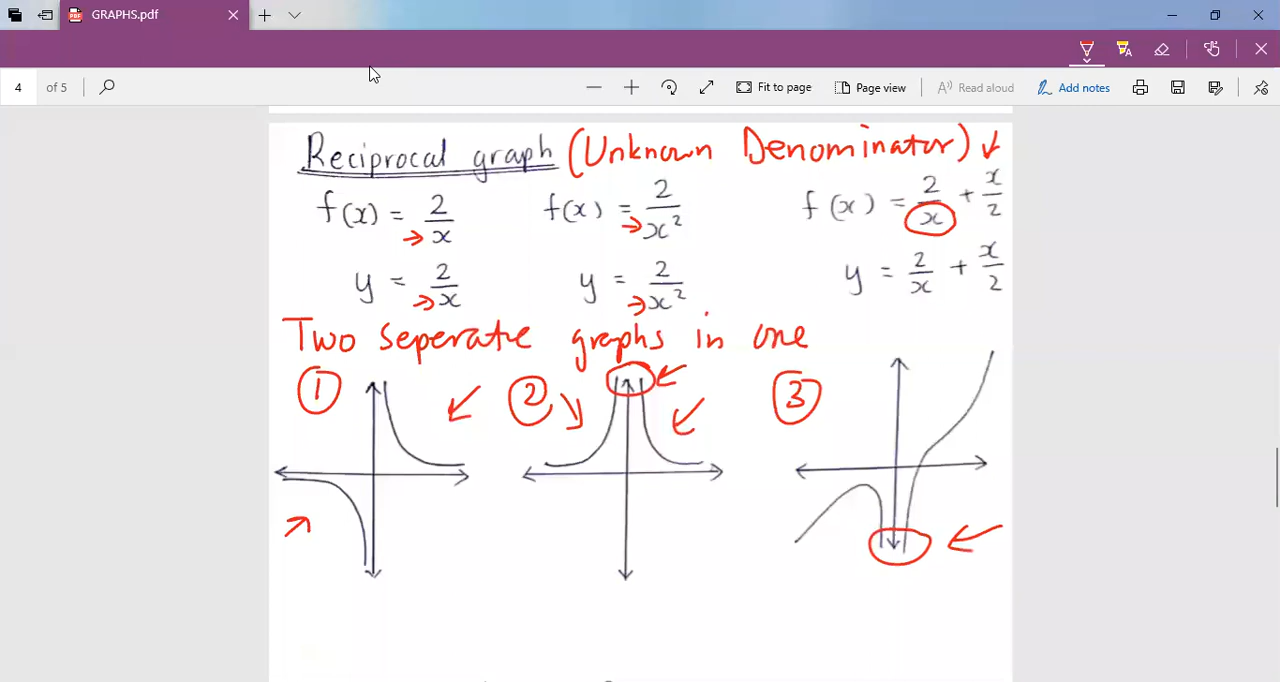 GRAPHS.pdf
4 of 5
Fit to page
Page view
Read aloud
Add notes
Reciprocal graph (Unknown Denominator)
f(x) = 2/x
f(x) = 2/x²
f(x) = 2/x + x/2
y = 2/x
y = 2/x²
y = 2/x + x/2
Two seperate graphs in one
1
2
3